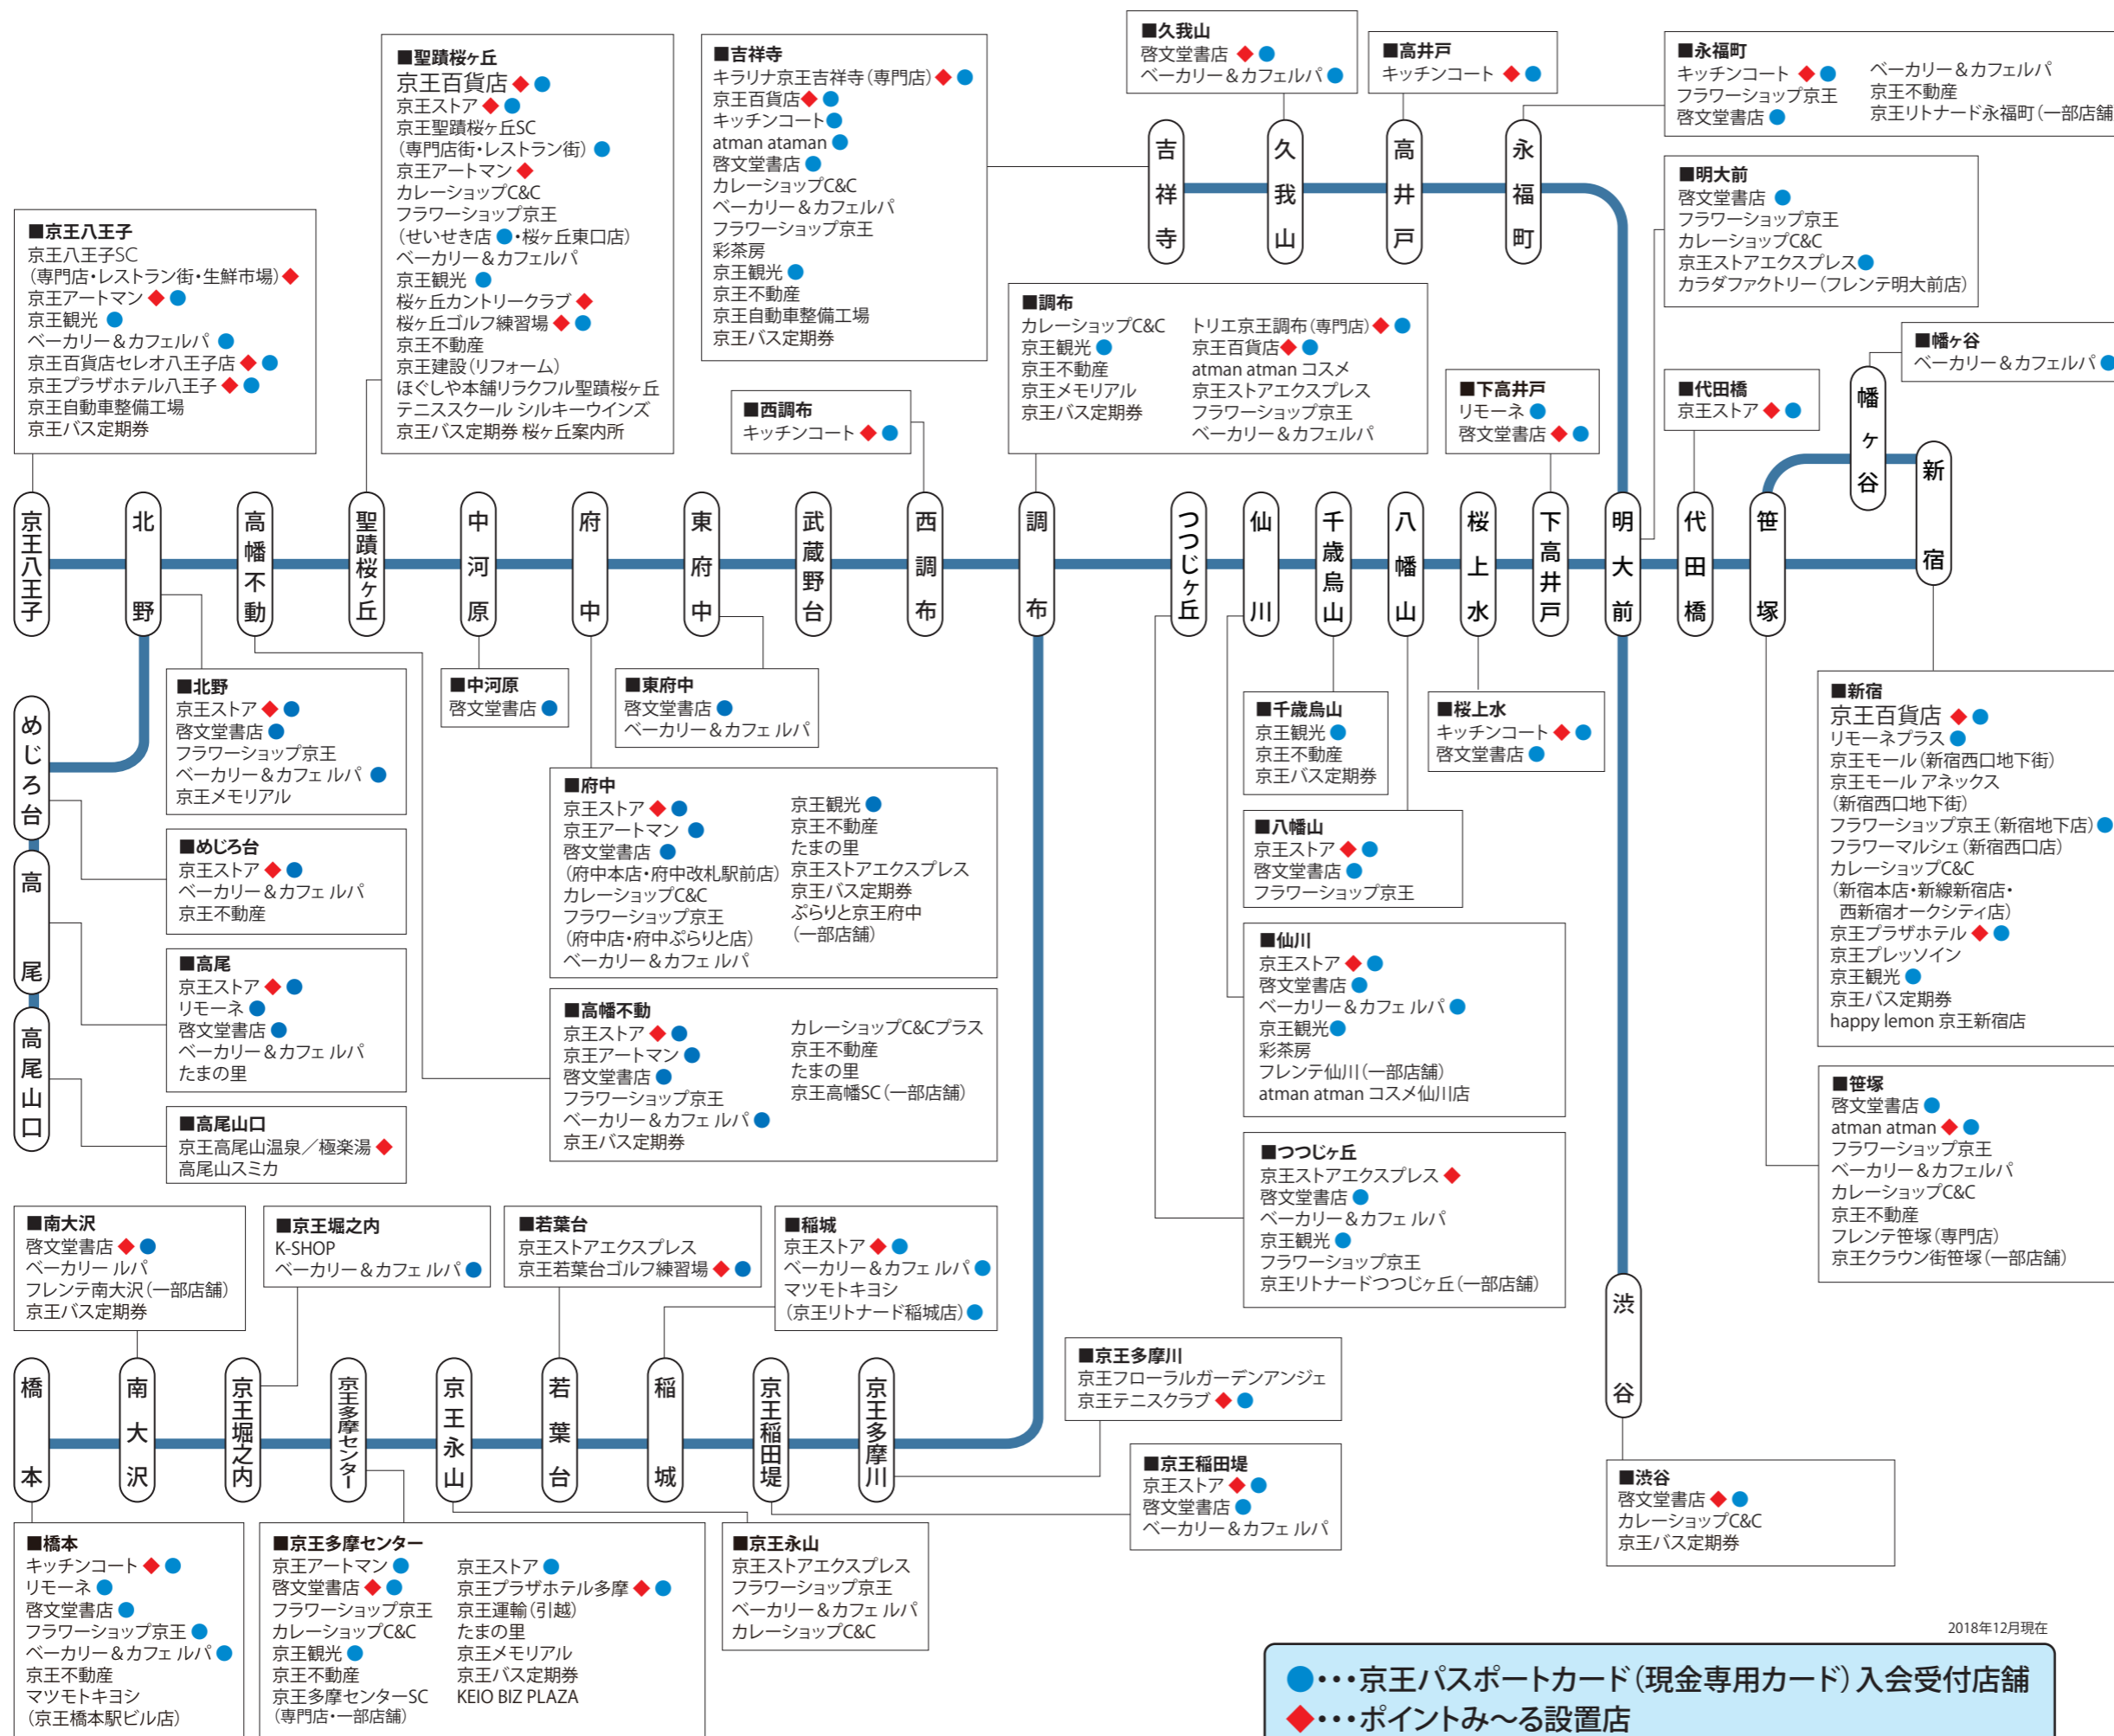 ■聖蹟桜ヶ丘
京王百貨店◆●
京王ストア◆●
京王聖蹟桜ヶ丘SC
(専門店街・レストラン街)●
京王アートマン◆
カレーショップC&C
フラワーショップ京王
(せいせき店●・桜ヶ丘東口店)
ベーカリー&カフェルパ
京王観光●
桜ヶ丘カントリークラブ◆
桜ヶ丘ゴルフ練習場◆●
京王不動産
京王建設(リフォーム)
ほぐしや本舗リラクフル聖蹟桜ヶ丘
テニススクール シルキーウインズ
京王バス定期券 桜ヶ丘案内所
■吉祥寺
キラリナ京王吉祥寺(専門店)◆●
京王百貨店◆●
キッチンコート●
atman ataman●
啓文堂書店●
カレーショップC&C
ベーカリー&カフェルパ
フラワーショップ京王
彩茶房
京王観光●
京王不動産
京王自動車整備工場
京王バス定期券
■久我山
啓文堂書店◆●
ベーカリー&カフェルパ●
■高井戸
キッチンコート◆●
■永福町
キッチンコート◆●
フラワーショップ京王
啓文堂書店●
ベーカリー&カフェルパ
京王不動産
京王リトナード永福町(一部店舗
吉祥寺
久我山
高井戸
永福町
■明大前
啓文堂書店●
フラワーショップ京王
カレーショップC&C
京王ストアエクスプレス●
カラダファクトリー(フレンテ明大前店)
■京王八王子
京王八王子SC
(専門店・レストラン街・生鮮市場)◆
京王アートマン◆●
京王観光●
ベーカリー&カフェルパ●
京王百貨店セレオ八王子店◆●
京王プラザホテル八王子◆●
京王自動車整備工場
京王バス定期券
■調布
カレーショップC&C
京王観光●
京王不動産
京王メモリアル
京王バス定期券
トリエ京王調布(専門店)◆●
京王百貨店◆●
atman atman コスメ
京王ストアエクスプレス
フラワーショップ京王
ベーカリー&カフェルパ
■西調布
キッチンコート◆●
■下高井戸
リモーネ●
啓文堂書店◆●
■代田橋
京王ストア◆●
■幡ヶ谷
ベーカリー&カフェルパ●
幡ヶ谷
新宿
京王八王子
北野
高幡不動
聖蹟桜ヶ丘
中河原
府中
東府中
武蔵野台
西調布
調布
つつじヶ丘
仙川
千歳烏山
八幡山
桜上水
下高井戸
明大前
代田橋
笹塚
めじろ台
高尾
高尾山口
■北野
京王ストア◆●
啓文堂書店●
フラワーショップ京王
ベーカリー&カフェ ルパ●
京王メモリアル
■めじろ台
京王ストア◆●
ベーカリー&カフェ ルパ
京王不動産
■高尾
京王ストア◆●
リモーネ●
啓文堂書店●
ベーカリー&カフェ ルパ
たまの里
■高尾山口
京王高尾山温泉/極楽湯◆
高尾山スミカ
■中河原
啓文堂書店●
■東府中
啓文堂書店●
ベーカリー&カフェ ルパ
■府中
京王ストア◆●
京王アートマン●
啓文堂書店●
(府中本店・府中改札駅前店)
カレーショップC&C
フラワーショップ京王
(府中店・府中ぷらりと店)
ベーカリー&カフェ ルパ
京王観光●
京王不動産
たまの里
京王ストアエクスプレス
京王バス定期券
ぷらりと京王府中
(一部店舗)
■高幡不動
京王ストア◆●
京王アートマン●
啓文堂書店●
フラワーショップ京王
ベーカリー&カフェ ルパ●
京王バス定期券
カレーショップC&Cプラス
京王不動産
たまの里
京王高幡SC(一部店舗)
■千歳烏山
京王観光●
京王不動産
京王バス定期券
■桜上水
キッチンコート◆●
啓文堂書店●
■八幡山
京王ストア◆●
啓文堂書店●
フラワーショップ京王
■仙川
京王ストア◆●
啓文堂書店●
ベーカリー&カフェ ルパ●
京王観光●
彩茶房
フレンテ仙川(一部店舗)
atman atman コスメ仙川店
■つつじヶ丘
京王ストアエクスプレス◆
啓文堂書店●
ベーカリー&カフェ ルパ
京王観光●
フラワーショップ京王
京王リトナードつつじヶ丘(一部店舗)
■新宿
京王百貨店◆●
リモーネプラス●
京王モール(新宿西口地下街)
京王モール アネックス
(新宿西口地下街)
フラワーショップ京王(新宿地下店)●
フラワーマルシェ(新宿西口店)
カレーショップC&C
(新宿本店・新線新宿店・
西新宿オークシティ店)
京王プラザホテル◆●
京王プレッソイン
京王観光●
京王バス定期券
happy lemon 京王新宿店
■笹塚
啓文堂書店●
atman atman◆●
フラワーショップ京王
ベーカリー&カフェルパ
カレーショップC&C
京王不動産
フレンテ笹塚(専門店)
京王クラウン街笹塚(一部店舗)
■南大沢
啓文堂書店◆●
ベーカリー ルパ
フレンテ南大沢(一部店舗)
京王バス定期券
■京王堀之内
K-SHOP
ベーカリー&カフェ ルパ●
■若葉台
京王ストアエクスプレス
京王若葉台ゴルフ練習場◆●
■稲城
京王ストア◆●
ベーカリー&カフェ ルパ●
マツモトキヨシ
(京王リトナード稲城店)●
橋本
南大沢
京王堀之内
京王多摩センター
京王永山
若葉台
稲城
京王稲田堤
京王多摩川
渋谷
■京王多摩川
京王フローラルガーデンアンジェ
京王テニスクラブ◆●
■京王稲田堤
京王ストア◆●
啓文堂書店●
ベーカリー&カフェ ルパ
■渋谷
啓文堂書店◆●
カレーショップC&C
京王バス定期券
■橋本
キッチンコート◆●
リモーネ●
啓文堂書店●
フラワーショップ京王●
ベーカリー&カフェ ルパ●
京王不動産
マツモトキヨシ
(京王橋本駅ビル店)
■京王多摩センター
京王アートマン●
啓文堂書店◆●
フラワーショップ京王
カレーショップC&C
京王観光●
京王不動産
京王多摩センターSC
(専門店・一部店舗)
京王ストア●
京王プラザホテル多摩◆●
京王運輸(引越)
たまの里
京王メモリアル
京王バス定期券
KEIO BIZ PLAZA
■京王永山
京王ストアエクスプレス
フラワーショップ京王
ベーカリー&カフェ ルパ
カレーショップC&C
2018年12月現在
●・・・京王パスポートカード(現金専用カード)入会受付店舗
◆・・・ポイントみ〜る設置店